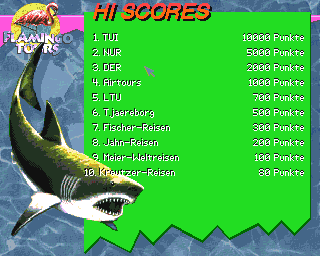 HI SCORES
FLAMINGO
TOURS
1. TUI 10000 Punkte
2. NUR 5000 Punkte
3. DER 2000 Punkte
4. Airtours 1000 Punkte
5. LTU 700 Punkte
6. Tjaereborg 500 Punkte
7. Fischer-Reisen 300 Punkte
8. Jahn-Reisen 200 Punkte
9. Meier-Weltreisen 100 Punkte
10. Kreutzer-Reisen 60 Punkte